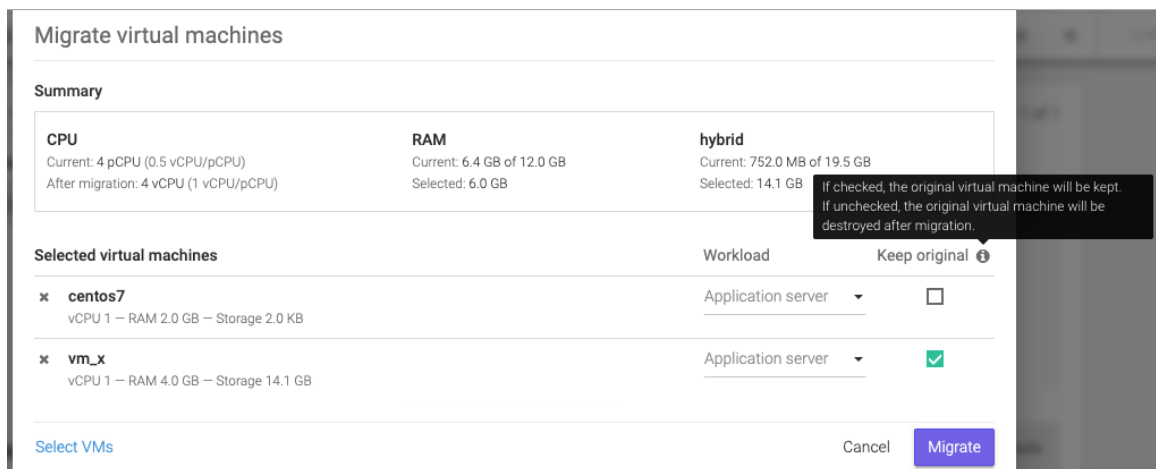 Migrate virtual machines
Summary
CPU
Current: 4 pCPU (0.5 vCPU/pCPU)
After migration: 4 vCPU (1 vCPU/pCPU)
RAM
Current: 6.4 GB of 12.0 GB
Selected: 6.0 GB
hybrid
Current: 752.0 MB of 19.5 GB
Selected: 14.1 GB
If checked, the original virtual machine will be kept.
If unchecked, the original virtual machine will be
destroyed after migration.
Selected virtual machines
Workload
Keep original
centos7
vCPU 1 — RAM 2.0 GB — Storage 2.0 KB
Application server
vm_x
vCPU 1 — RAM 4.0 GB — Storage 14.1 GB
Application server
Select VMs
Cancel
Migrate